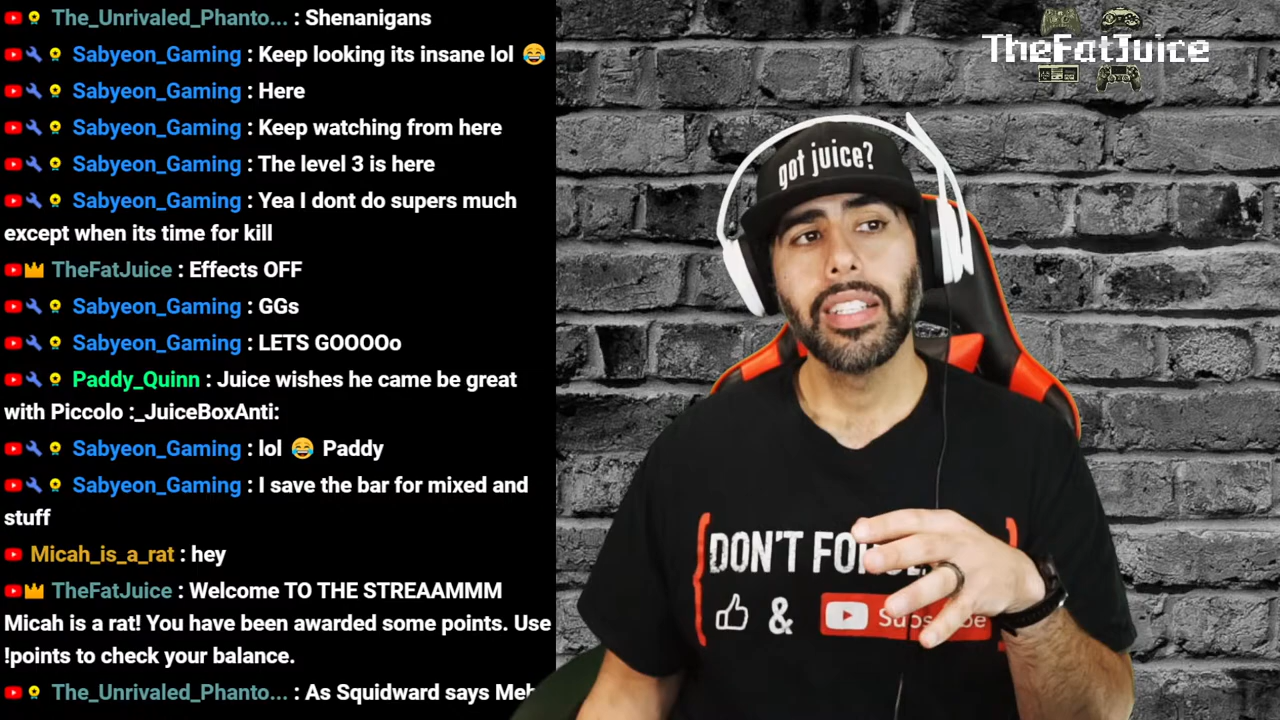 The_Unrivaled_Phanto... : Shenanigans
Sabyeon_Gaming : Keep looking its insane lol 😂
Sabyeon_Gaming : Here
Sabyeon_Gaming : Keep watching from here
Sabyeon_Gaming : The level 3 is here
Sabyeon_Gaming : Yea I dont do supers much
except when its time for kill
TheFatJuice : Effects OFF
Sabyeon_Gaming : GGs
Sabyeon_Gaming : LETS GOOOOo
Paddy_Quinn : Juice wishes he came be great
with Piccolo :_JuiceBoxAnti:
Sabyeon_Gaming : lol 😂 Paddy
Sabyeon_Gaming : I save the bar for mixed and
stuff
Micah_is_a_rat : hey
TheFatJuice : Welcome TO THE STREAAMMM
Micah is a rat! You have been awarded some points. Use
!points to check your balance.
The_Unrivaled_Phanto... : As Squidward says Meh
TheFatJuice
got juice?
DON'T
&